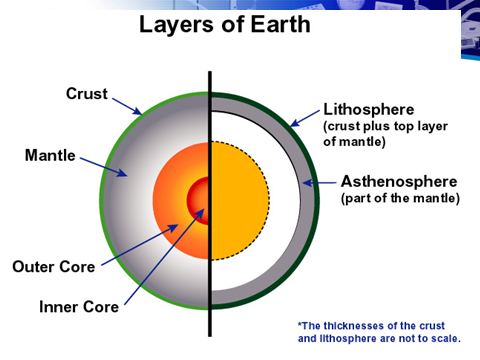 Layers of Earth
Crust
Mantle
Outer Core
Inner Core
Lithosphere
(crust plus top layer
of mantle)
Asthenosphere
(part of the mantle)
*The thicknesses of the crust
and lithosphere are not to scale.